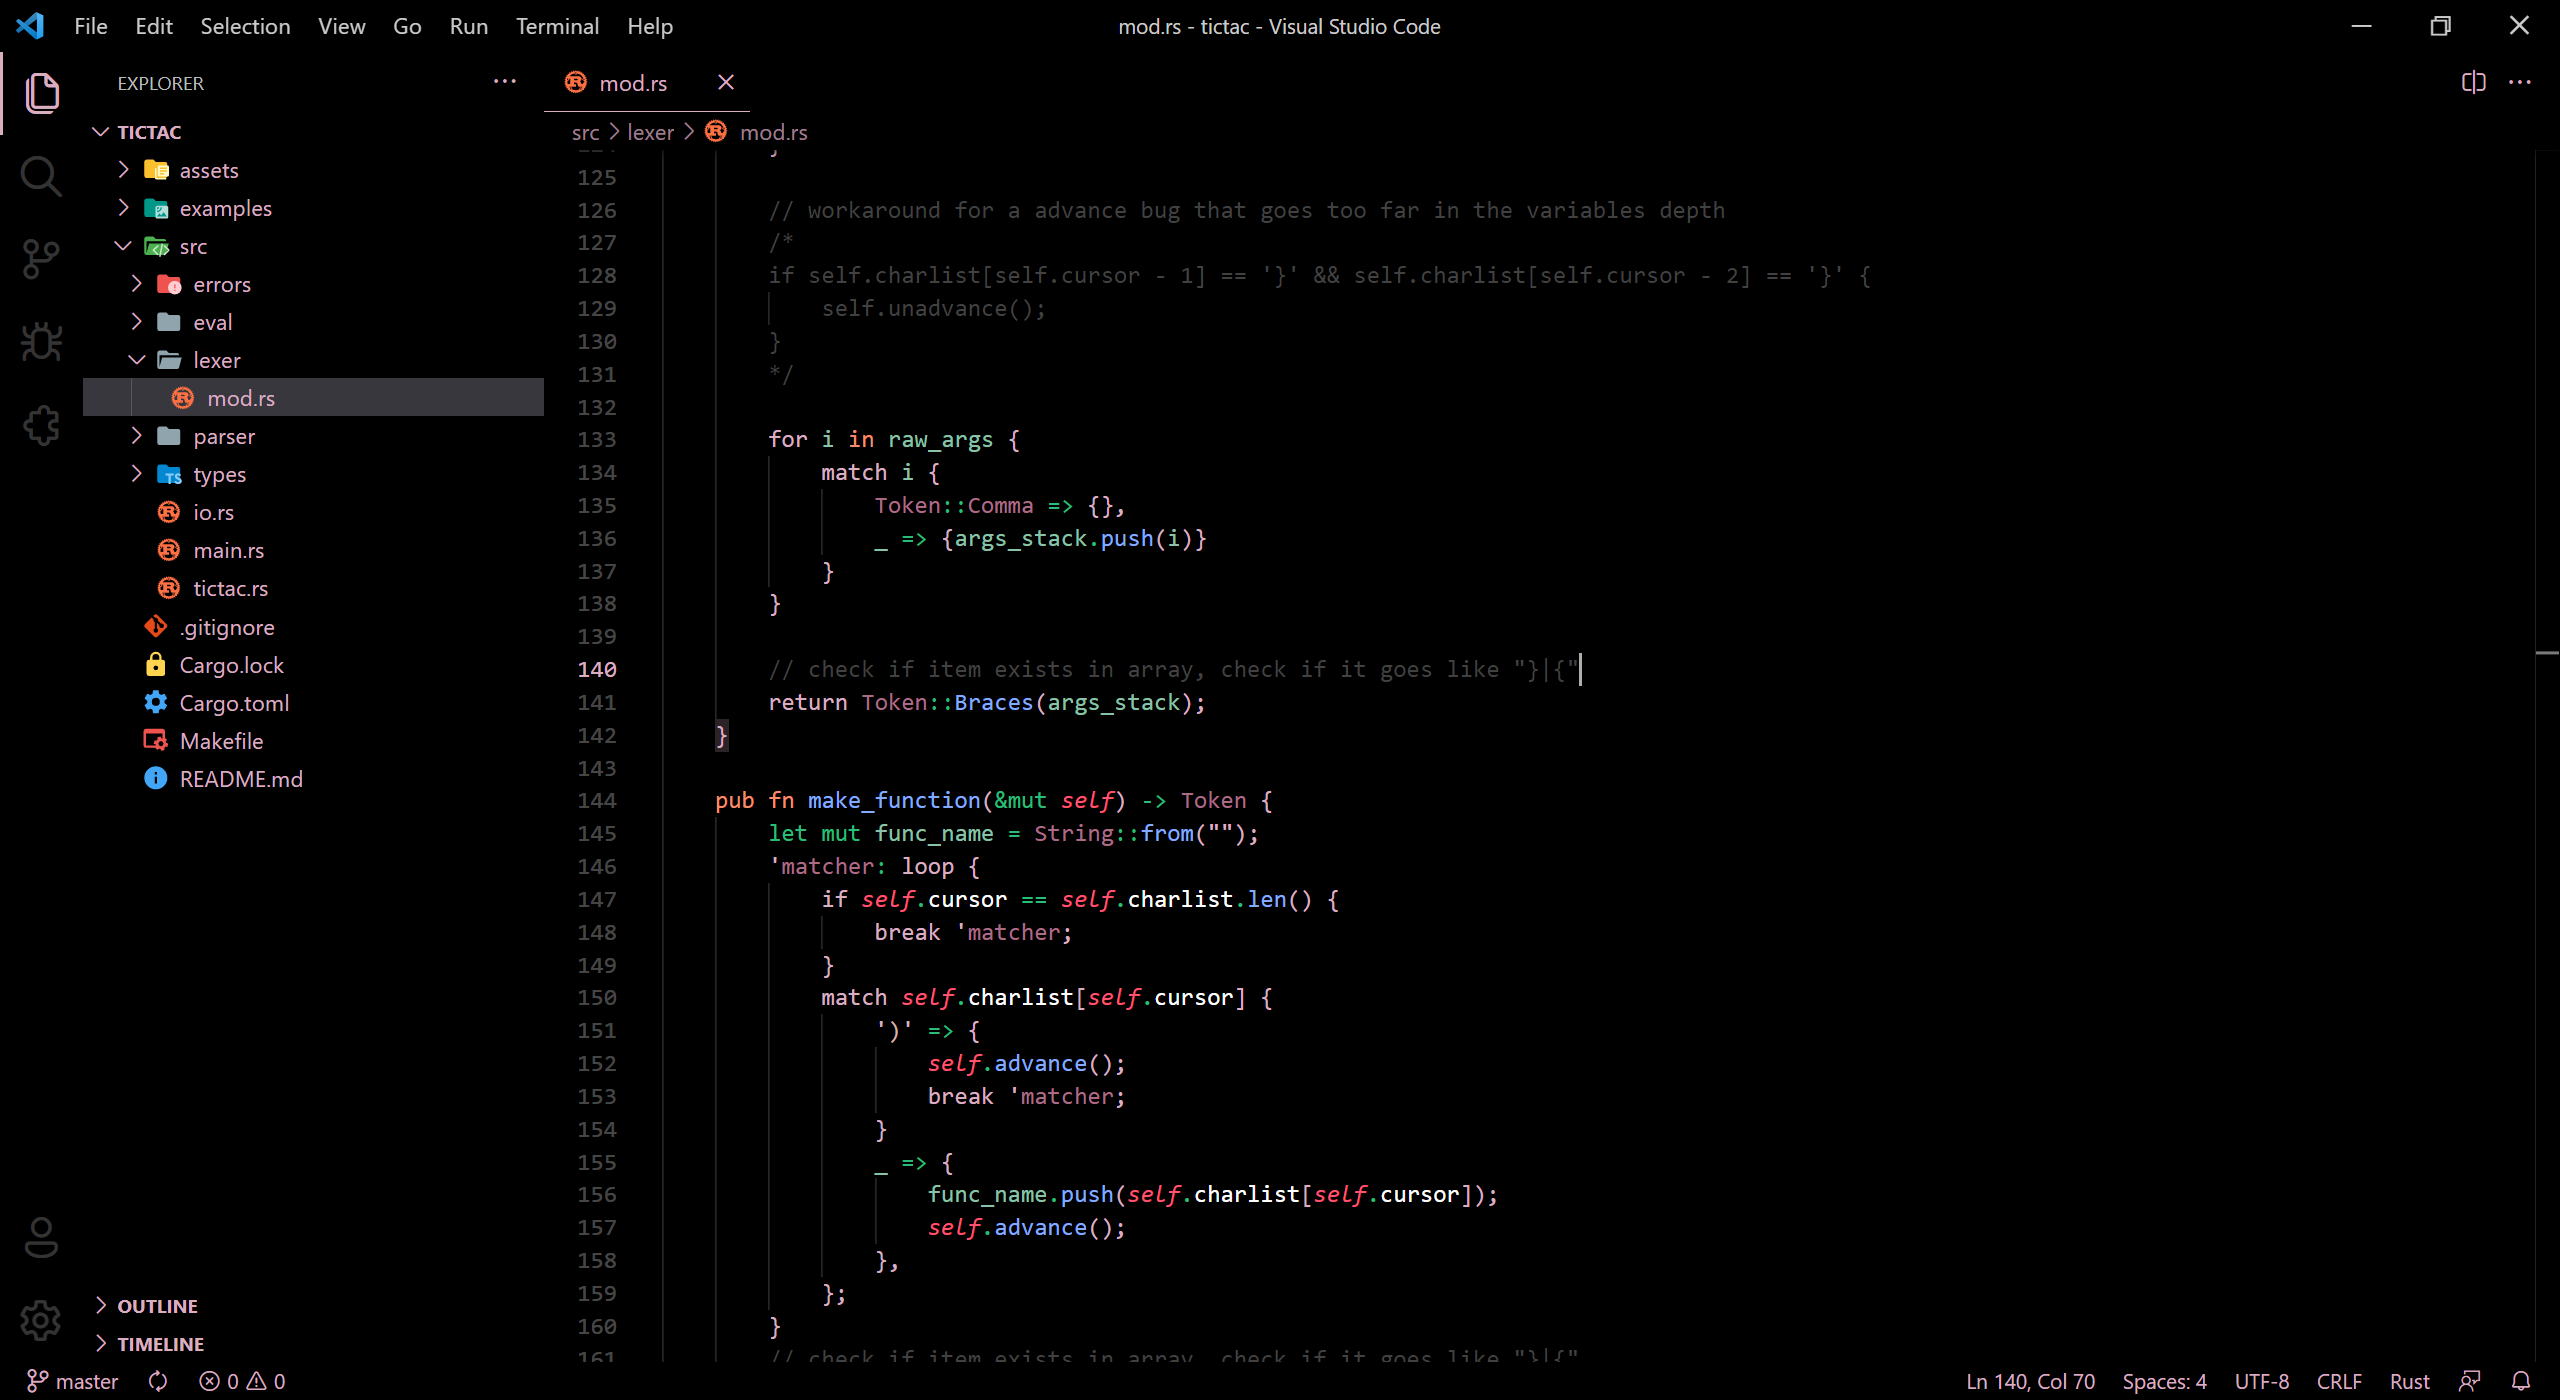 File Edit Selection View Go Run Terminal Help
mod.rs - tictac - Visual Studio Code
EXPLORER
TICTAC
assets
examples
src
errors
eval
lexer
mod.rs
parser
types
io.rs
main.rs
tictac.rs
.gitignore
Cargo.lock
Cargo.toml
Makefile
README.md
OUTLINE
TIMELINE
mod.rs
src > lexer > mod.rs
124 }
125
126 // workaround for a advance bug that goes too far in the variables depth
127 /*
128 if self.charlist[self.cursor - 1] == '}' && self.charlist[self.cursor - 2] == '}' {
129 self.unadvance();
130 }
131 */
132
133 for i in raw_args {
134 match i {
135 Token::Comma => {},
136 _ => {args_stack.push(i)}
137 }
138 }
139
140 // check if item exists in array, check if it goes like "}|{"
141 return Token::Braces(args_stack);
142 }
143
144 pub fn make_function(&mut self) -> Token {
145 let mut func_name = String::from("");
146 'matcher: loop {
147 if self.cursor == self.charlist.len() {
148 break 'matcher;
149 }
150 match self.charlist[self.cursor] {
151 ')' => {
152 self.advance();
153 break 'matcher;
154 }
155 _ => {
156 func_name.push(self.charlist[self.cursor]);
157 self.advance();
158 },
159 };
160 }
161 // check if item exists in array, check if it goes like "}|{"
master 0 0
Ln 140, Col 70 Spaces: 4 UTF-8 CRLF Rust